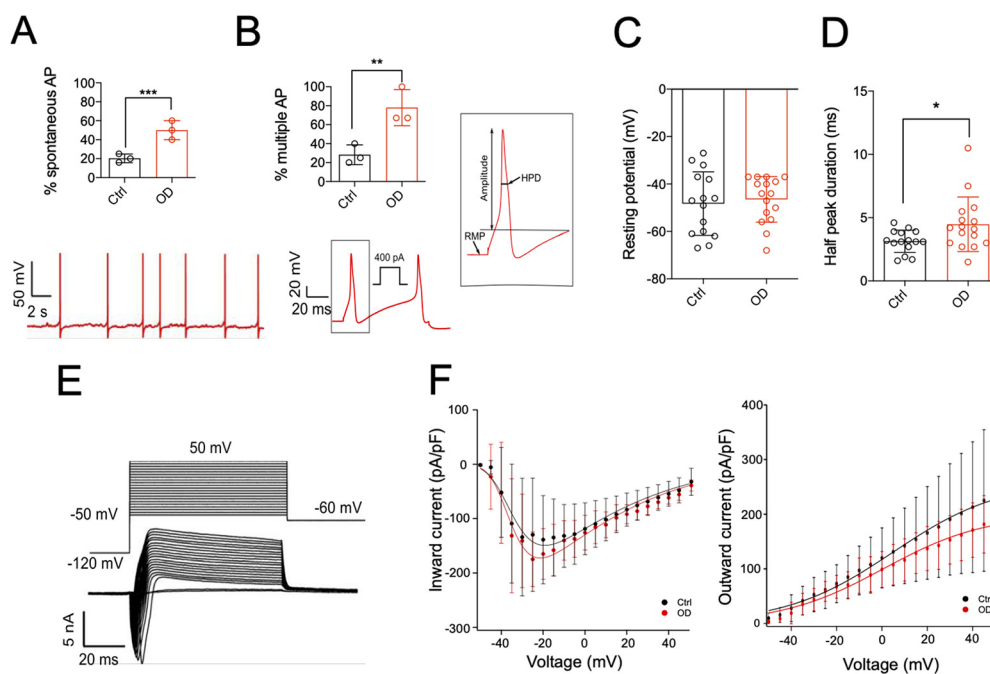 A
% spontaneous AP
100
80
60
40
20
0
***
Ctrl
OD
50 mV
2 s
B
% multiple AP
100
80
60
40
20
0
**
Ctrl
OD
20 mV
20 ms
400 pA
Amplitude
HPD
RMP
C
Resting potential (mV)
0
-20
-40
-60
-80
Ctrl
OD
D
Half peak duration (ms)
15
10
5
0
*
Ctrl
OD
E
50 mV
-50 mV
-60 mV
-120 mV
5 nA
20 ms
F
Inward current (pA/pF)
100
0
-100
-200
-300
-40
-20
0
20
40
Voltage (mV)
Ctrl
OD
Outward current (pA/pF)
400
300
200
100
0
-40
-20
0
20
40
Voltage (mV)
Ctrl
OD